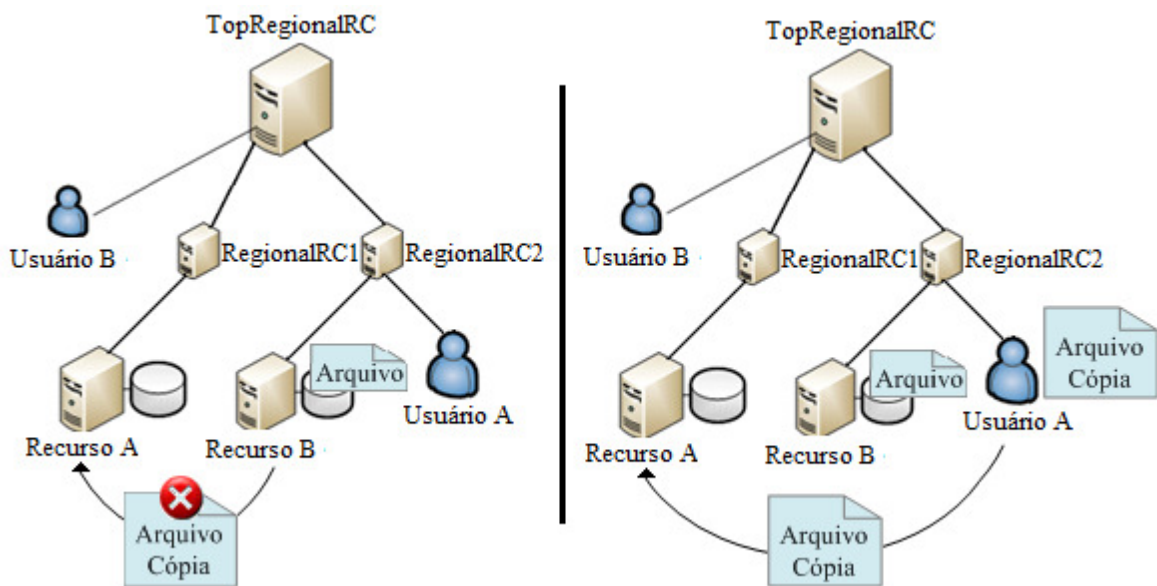 TopRegionalRC
Usuário B
RegionalRC1
RegionalRC2
Arquivo
Usuário A
Recurso A
Recurso B
Arquivo
Cópia
TopRegionalRC
Usuário B
RegionalRC1
RegionalRC2
Arquivo
Arquivo
Cópia
Usuário A
Recurso A
Recurso B
Arquivo
Cópia